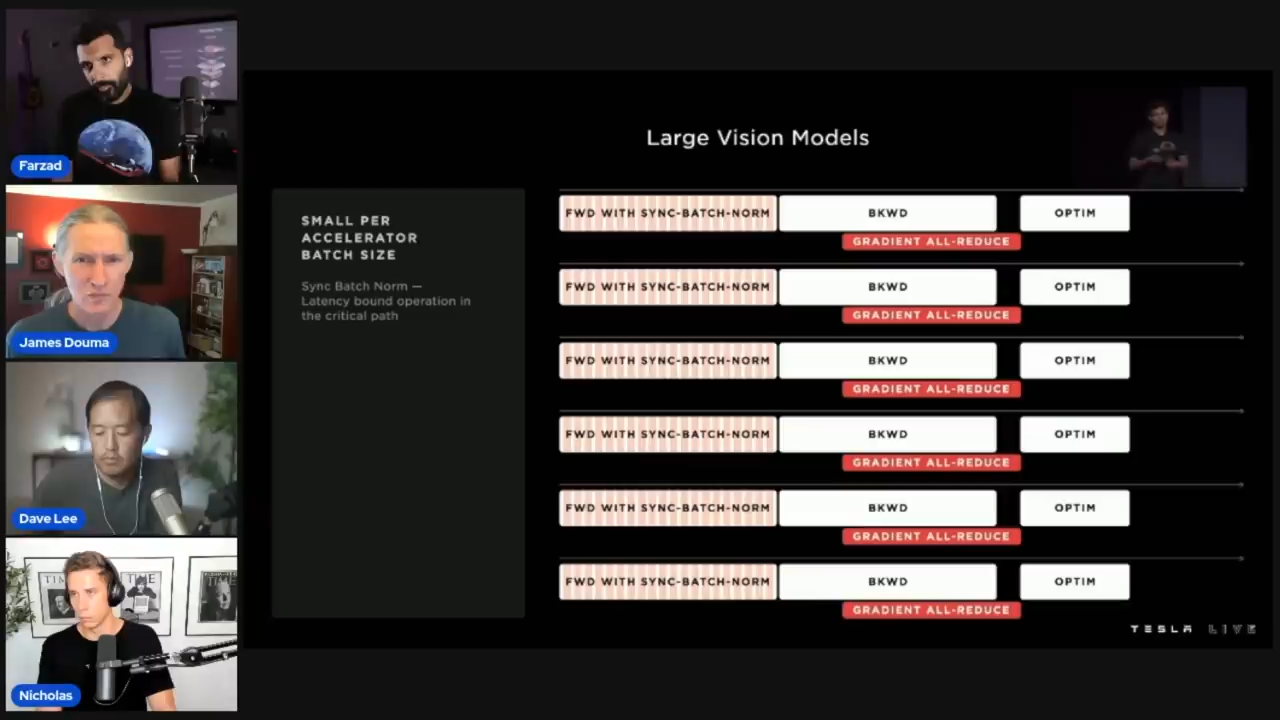 Farzad
James Douma
Dave Lee
TIME
Nicholas
Large Vision Models
SMALL PER
ACCELERATOR
BATCH SIZE
Sync Batch Norm —
Latency bound operation in
the critical path
FWD WITH SYNC-BATCH-NORM BKWD OPTIM
GRADIENT ALL-REDUCE
FWD WITH SYNC-BATCH-NORM BKWD OPTIM
GRADIENT ALL-REDUCE
FWD WITH SYNC-BATCH-NORM BKWD OPTIM
GRADIENT ALL-REDUCE
FWD WITH SYNC-BATCH-NORM BKWD OPTIM
GRADIENT ALL-REDUCE
FWD WITH SYNC-BATCH-NORM BKWD OPTIM
GRADIENT ALL-REDUCE
FWD WITH SYNC-BATCH-NORM BKWD OPTIM
GRADIENT ALL-REDUCE
TESLA LIVE